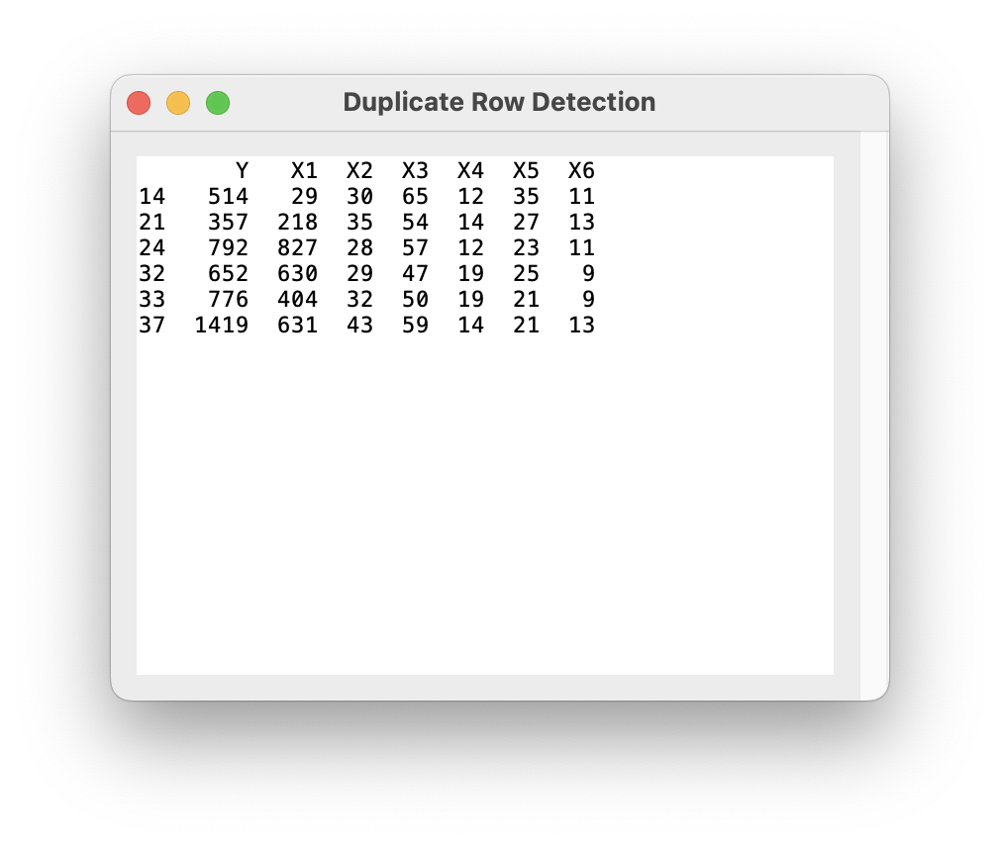 Duplicate Row Detection
       Y   X1  X2  X3  X4  X5  X6
14   514   29  30  65  12  35  11
21   357  218  35  54  14  27  13
24   792  827  28  57  12  23  11
32   652  630  29  47  19  25   9
33   776  404  32  50  19  21   9
37  1419  631  43  59  14  21  13